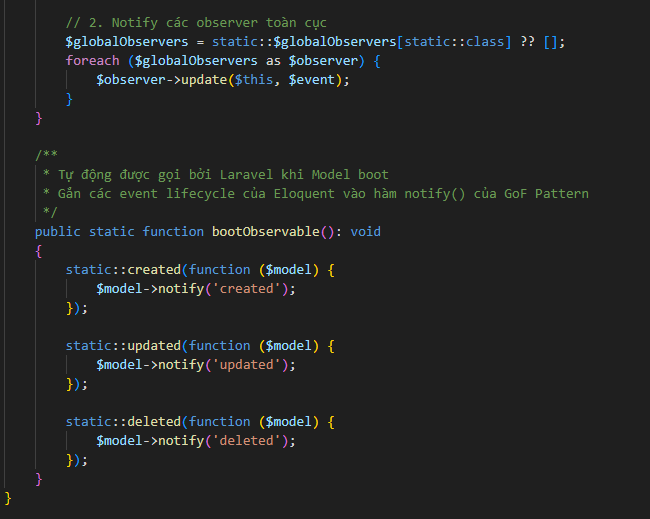 // 2. Notify các observer toàn cục
$globalObservers = static::$globalObservers[static::class] ?? [];
foreach ($globalObservers as $observer) {
$observer->update($this, $event);
}
}
/**
* Tự động được gọi bởi Laravel khi Model boot
* Gắn các event lifecycle của Eloquent vào hàm notify() của GoF Pattern
*/
public static function bootObservable(): void
{
static::created(function ($model) {
$model->notify('created');
});
static::updated(function ($model) {
$model->notify('updated');
});
static::deleted(function ($model) {
$model->notify('deleted');
});
}
}